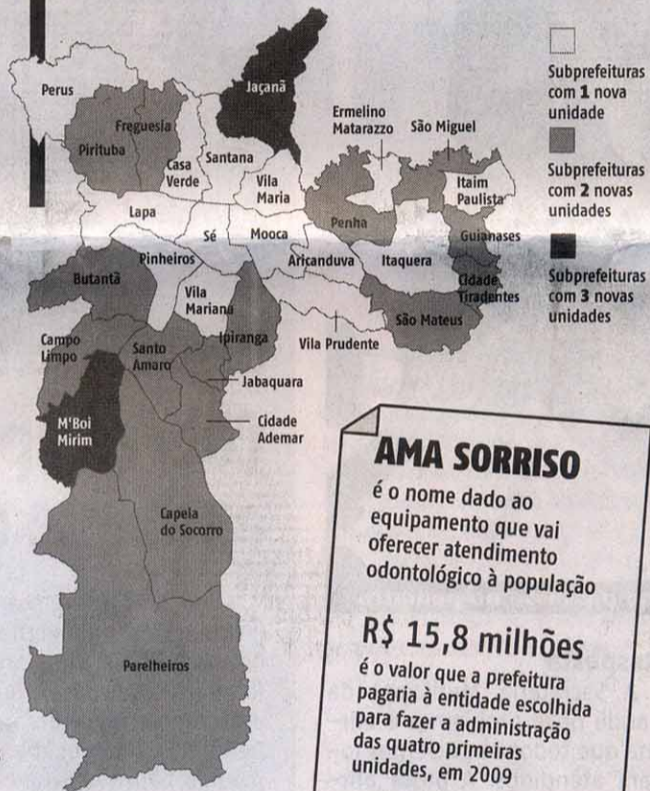 Perus
Jaçanã
Freguesia
Pirituba
Casa
Verde
Santana
Vila
Maria
Ermelino
Matarazzo
São Miguel
Itaim
Paulista
Penha
Guianases
Lapa
Sé
Mooca
Pinheiros
Aricanduva
Itaquera
Cidade
Tiradentes
Butantã
Vila
Mariana
Ipiranga
Vila Prudente
São Mateus
Campo
Limpo
Santo
Amaro
Jabaquara
Cidade
Ademar
M'Boi
Mirim
Capela
do Socorro
Parelheiros
Subprefeituras
com 1 nova
unidade
Subprefeituras
com 2 novas
unidades
Subprefeituras
com 3 novas
unidades
AMA SORRISO
é o nome dado ao
equipamento que vai
oferecer atendimento
odontológico à população
R$ 15,8 milhões
é o valor que a prefeitura
pagaria à entidade escolhida
para fazer a administração
das quatro primeiras
unidades, em 2009